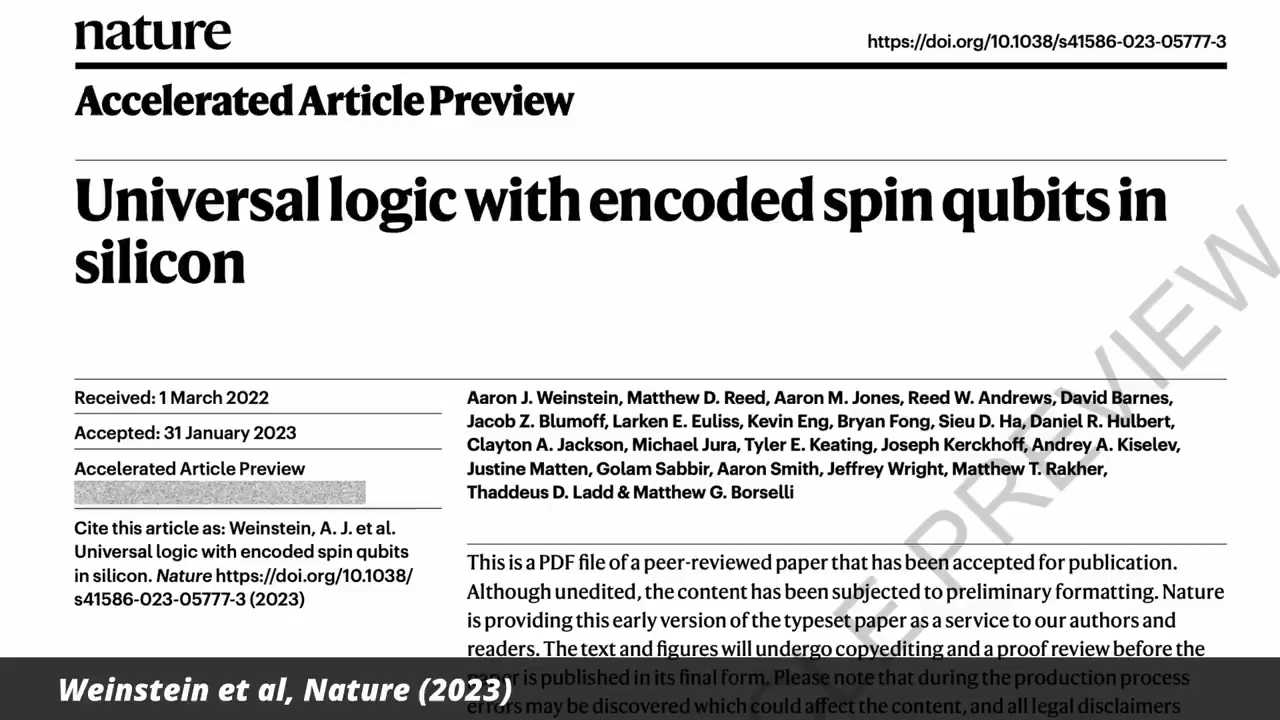 nature
https://doi.org/10.1038/s41586-023-05777-3
Accelerated Article Preview
Universal logic with encoded spin qubits in
silicon
Received: 1 March 2022
Accepted: 31 January 2023
Accelerated Article Preview
Cite this article as: Weinstein, A. J. et al.
Universal logic with encoded spin qubits
in silicon. Nature https://doi.org/10.1038/
s41586-023-05777-3 (2023)
Aaron J. Weinstein, Matthew D. Reed, Aaron M. Jones, Reed W. Andrews, David Barnes,
Jacob Z. Blumoff, Larken E. Euliss, Kevin Eng, Bryan Fong, Sieu D. Ha, Daniel R. Hulbert,
Clayton A. Jackson, Michael Jura, Tyler E. Keating, Joseph Kerckhoff, Andrey A. Kiselev,
Justine Matten, Golam Sabbir, Aaron Smith, Jeffrey Wright, Matthew T. Rakher,
Thaddeus D. Ladd & Matthew G. Borselli
This is a PDF file of a peer-reviewed paper that has been accepted for publication.
Although unedited, the content has been subjected to preliminary formatting. Nature
is providing this early version of the typeset paper as a service to our authors and
readers. The text and figures will undergo copyediting and a proof review before the
paper is published in its final form. Please note that during the production process
errors may be discovered which could affect the content, and all legal disclaimers
Weinstein et al, Nature (2023)
PREVIEW